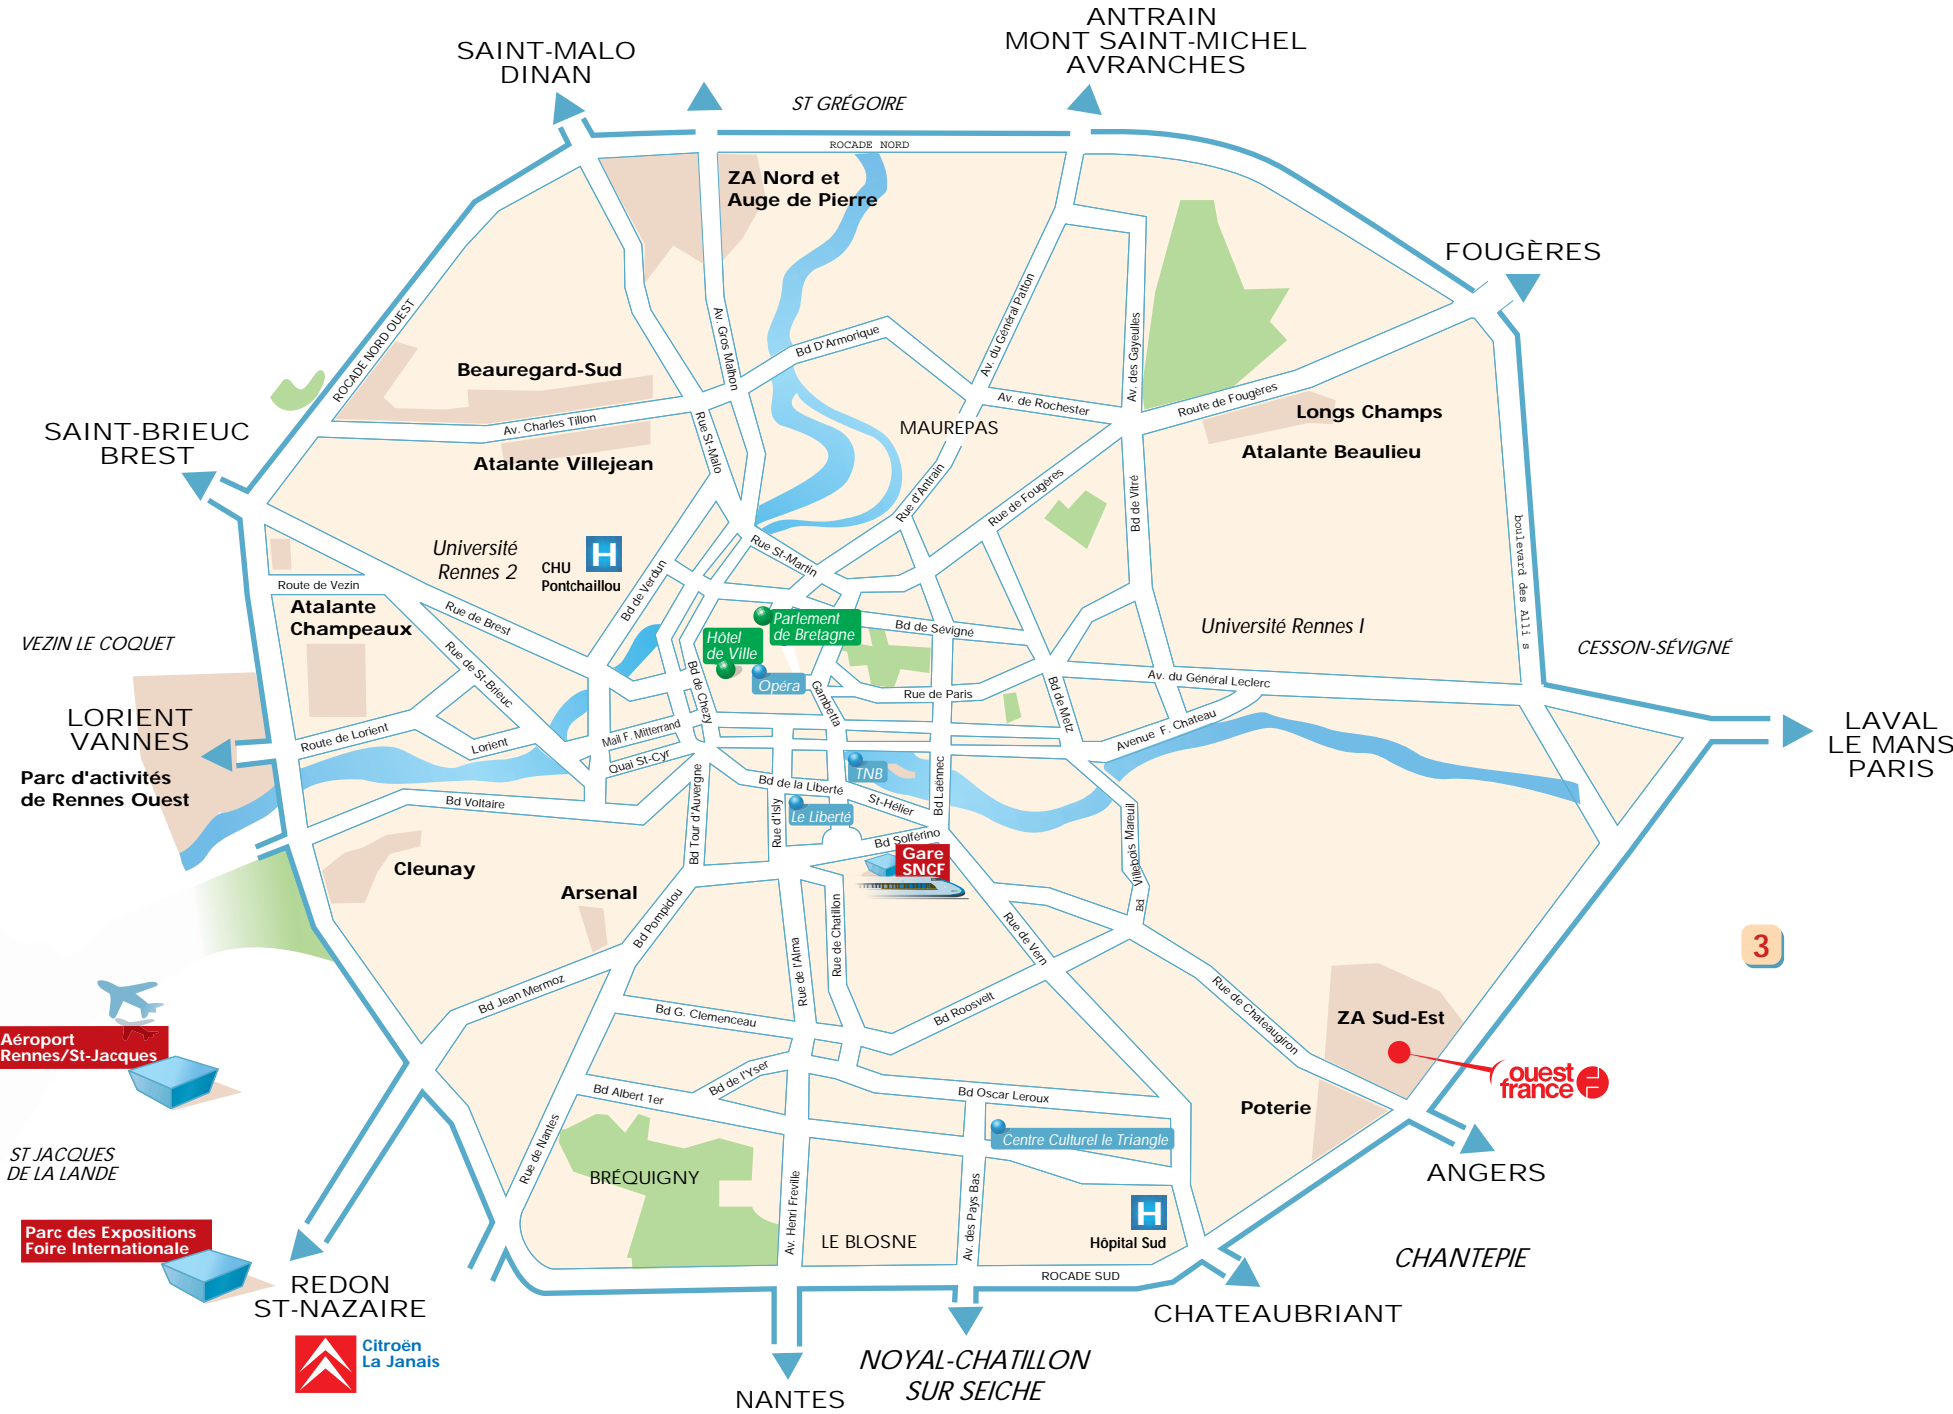 ANTRAIN
MONT SAINT-MICHEL
AVRANCHES
SAINT-MALO
DINAN
ST GRÉGOIRE
ROCADE NORD
ZA Nord et
Auge de Pierre
FOUGÈRES
ROCADE NORD OUEST
Av. Gros Malhon
Bd D'Armorique
Av. du Général Patton
Av. des Gayeulles
Beauregard-Sud
Av. de Rochester
Route de Fougères
Longs Champs
Av. Charles Tillon
Rue St-Malo
MAUREPAS
SAINT-BRIEUC
BREST
Atalante Villejean
Atalante Beaulieu
Rue d'Antrain
Rue de Fougères
Bd de Vitré
boulevard des Alli s
Université
Rennes 2
CHU
Pontchaillou
H
Rue St-Martin
Route de Vezin
Bd de Verdun
Atalante
Champeaux
Rue de Brest
Parlement
de Bretagne
Bd de Sévigné
Université Rennes I
VEZIN LE COQUET
Hôtel
de Ville
CESSON-SÉVIGNÉ
Rue de St-Brieuc
Bd de Chezy
Opéra
Gambetta
Rue de Paris
Bd de Metz
Av. du Général Leclerc
LORIENT
VANNES
Route de Lorient
Lorient
Mail F. Mitterrand
Quai St-Cyr
Avenue F. Chateau
LAVAL
LE MANS
PARIS
Parc d'activités
de Rennes Ouest
Bd Voltaire
Bd Tour d'Auvergne
Bd de la Liberté
TNB
St-Hélier
Bd Laënnec
Rue d'Isly
Le Liberté
Bd Solférino
Bd Villebois Mareuil
Cleunay
Arsenal
Gare
SNCF
Bd Pompidou
Rue de l'Alma
Rue de Chatillon
Rue de Vern
3
Bd Jean Mermoz
Bd G. Clemenceau
Bd Roosvelt
Rue de Chateaugiron
ZA Sud-Est
Aéroport
Rennes/St-Jacques
Bd de l'Yser
Bd Albert 1er
Bd Oscar Leroux
Poterie
ouest
france
Rue de Nantes
Centre Culturel le Triangle
ST JACQUES
DE LA LANDE
BRÉQUIGNY
ANGERS
Av. Henri Freville
Av. des Pays Bas
H
Hôpital Sud
Parc des Expositions
Foire Internationale
LE BLOSNE
ROCADE SUD
CHANTEPIE
REDON
ST-NAZAIRE
CHATEAUBRIANT
Citroën
La Janais
NOYAL-CHATILLON
SUR SEICHE
NANTES